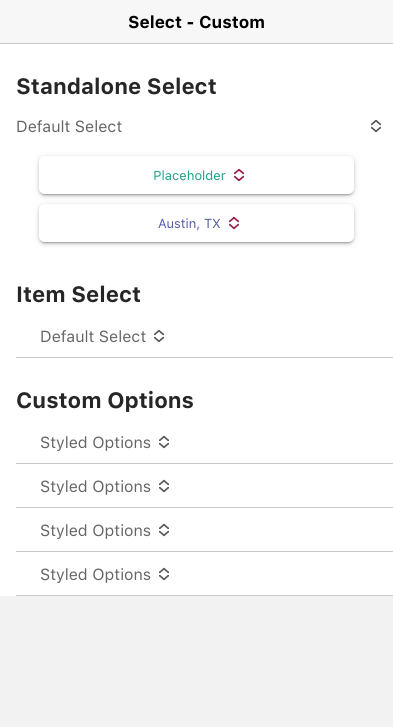 Select - Custom
Standalone Select
Default Select
Placeholder
Austin, TX
Item Select
Default Select
Custom Options
Styled Options
Styled Options
Styled Options
Styled Options